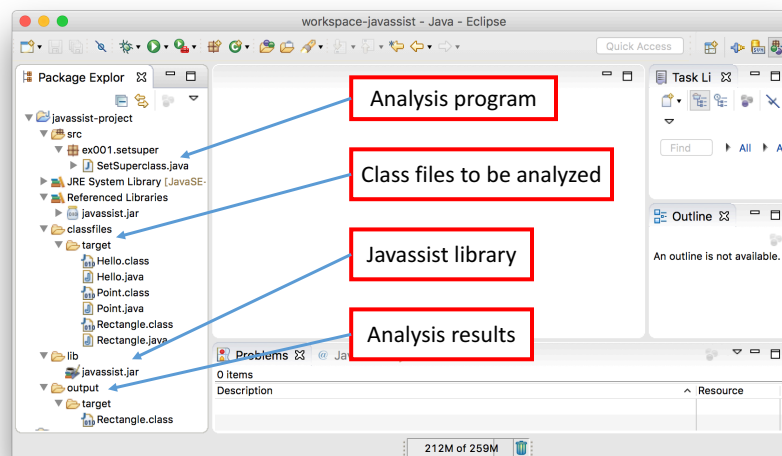 workspace-javassist - Java - Eclipse
Quick Access
Package Explor
javassist-project
src
ex001.setsuper
SetSuperclass.java
JRE System Library [JavaSE-
Referenced Libraries
javassist.jar
classfiles
target
Hello.class
Hello.java
Point.class
Point.java
Rectangle.class
Rectangle.java
lib
javassist.jar
output
target
Rectangle.class
Analysis program
Class files to be analyzed
Javassist library
Analysis results
Task Li
Find
All
A
Outline
An outline is not available.
Problems
@ Ja
0 items
Description
Resource
212M of 259M